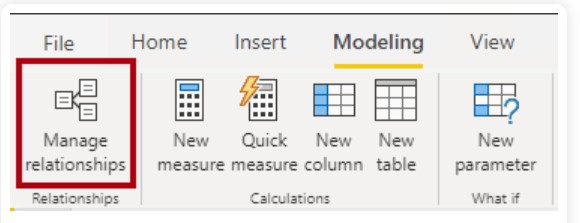 File Home Insert Modeling View
Manage relationships
New measure
Quick measure
New column
New table
New parameter
Relationships Calculations What if